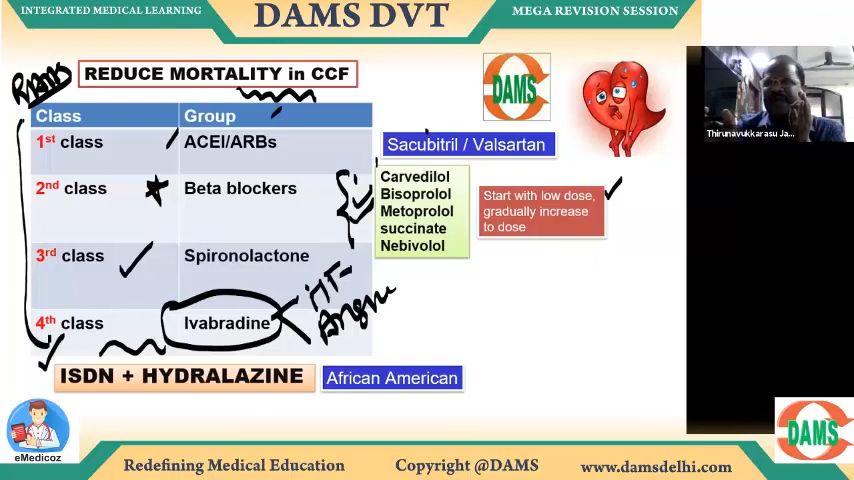 INTEGRATED MEDICAL LEARNING
DAMS DVT
MEGA REVISION SESSION
REDUCE MORTALITY in CCF
DAMS
Class Group
1st class ACEI/ARBs
Sacubitril / Valsartan
2nd class Beta blockers
Carvedilol
Bisoprolol
Metoprolol
succinate
Nebivolol
Start with low dose,
gradually increase
to dose
3rd class Spironolactone
4th class Ivabradine
HF
ISDN + HYDRALAZINE
African American
Thirunavukkarasu Ja...
eMedicoz
DAMS
Redefining Medical Education
Copyright @DAMS
www.damsdelhi.com